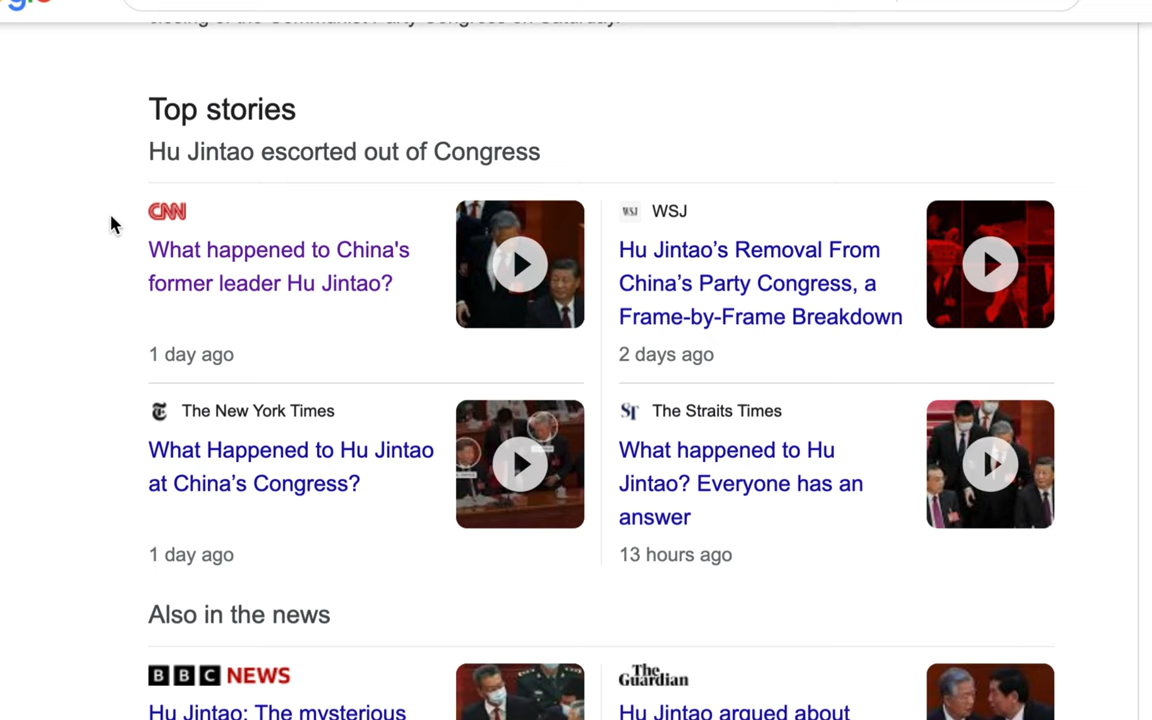 Top stories
Hu Jintao escorted out of Congress
CNN
What happened to China's
former leader Hu Jintao?
1 day ago
WSJ WSJ
Hu Jintao’s Removal From
China’s Party Congress, a
Frame-by-Frame Breakdown
2 days ago
The New York Times
What Happened to Hu Jintao
at China’s Congress?
1 day ago
ST The Straits Times
What happened to Hu
Jintao? Everyone has an
answer
13 hours ago
Also in the news
BBC NEWS
Hu Jintao: The mysterious
The Guardian
Hu Jintao argued about